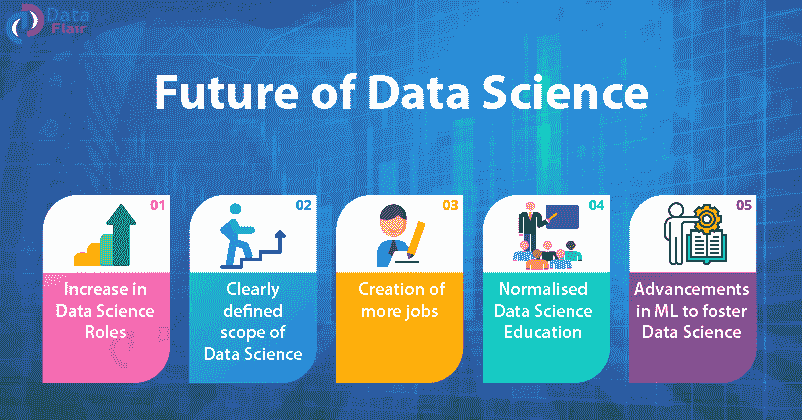 Data
Flair
Future of Data Science
01
Increase in
Data Science
Roles
02
Clearly
defined
scope of
Data Science
03
Creation of
more jobs
04
Normalised
Data Science
Education
05
Advancements
in ML to foster
Data Science